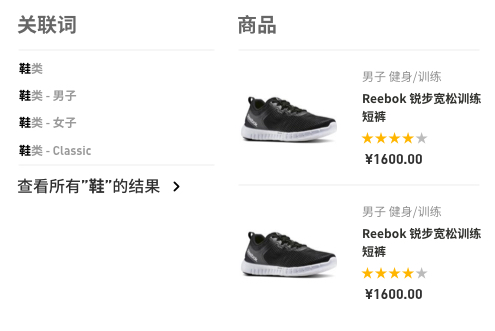 关联词
鞋类
鞋类 - 男子
鞋类 - 女子
鞋类 - Classic
查看所有”鞋”的结果
商品
男子 健身/训练
Reebok 锐步宽松训练
短裤
¥1600.00
男子 健身/训练
Reebok 锐步宽松训练
短裤
¥1600.00